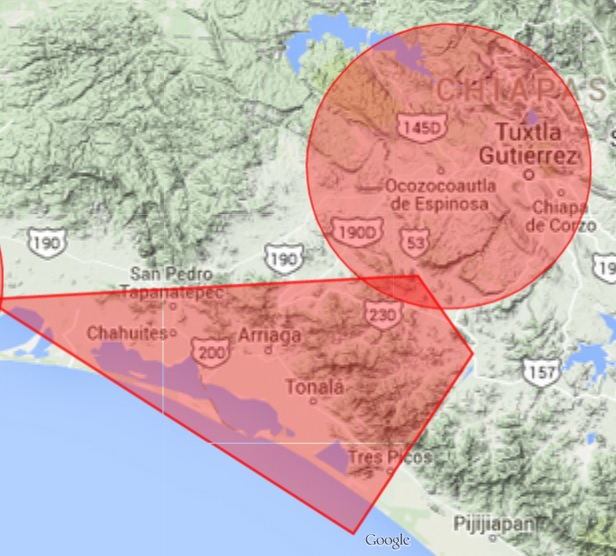 CHIAPAS
145D
Tuxtla
Gutiérrez
Ocozocoautla
de Espinosa
Chiapa
de Corzo
190D
53
190
190
19
San Pedro
Tapanatepec
230
Chahuites
200
Arriaga
157
Tonalá
Tres Picos
Pijijiapan
Google